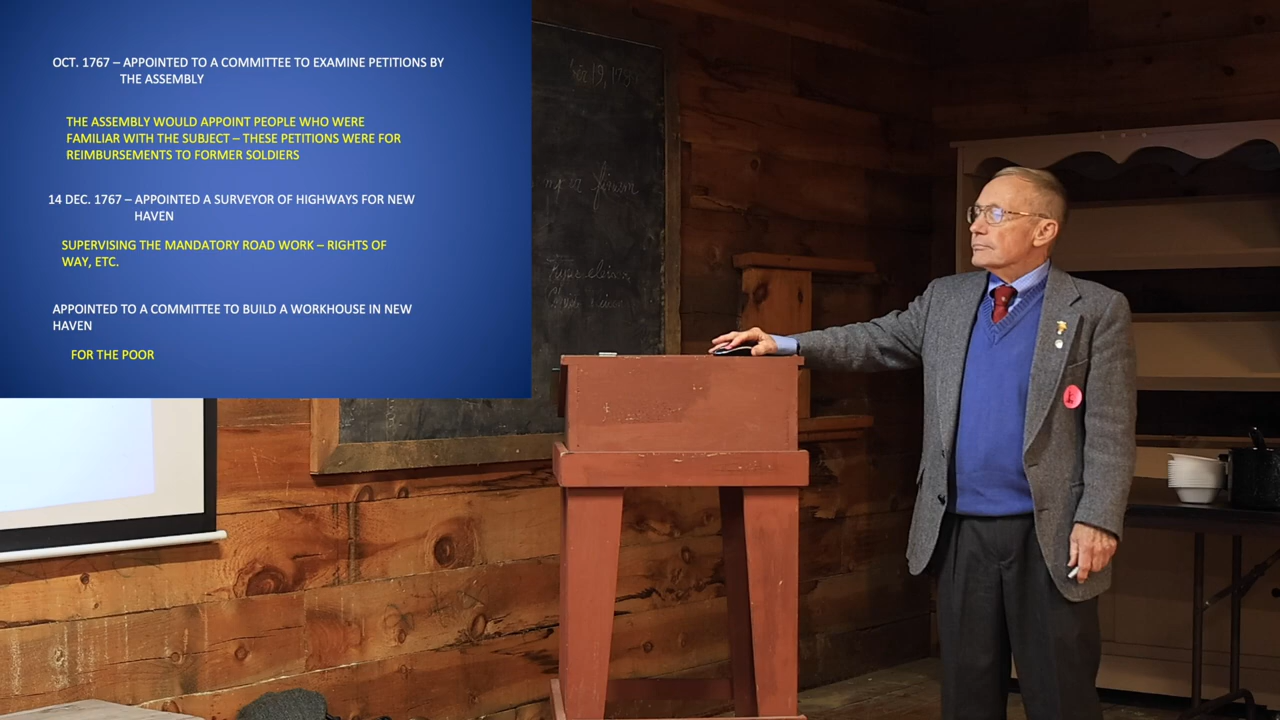 OCT. 1767 – APPOINTED TO A COMMITTEE TO EXAMINE PETITIONS BY
THE ASSEMBLY
THE ASSEMBLY WOULD APPOINT PEOPLE WHO WERE
FAMILIAR WITH THE SUBJECT – THESE PETITIONS WERE FOR
REIMBURSEMENTS TO FORMER SOLDIERS
14 DEC. 1767 – APPOINTED A SURVEYOR OF HIGHWAYS FOR NEW
HAVEN
SUPERVISING THE MANDATORY ROAD WORK – RIGHTS OF
WAY, ETC.
APPOINTED TO A COMMITTEE TO BUILD A WORKHOUSE IN NEW
HAVEN
FOR THE POOR